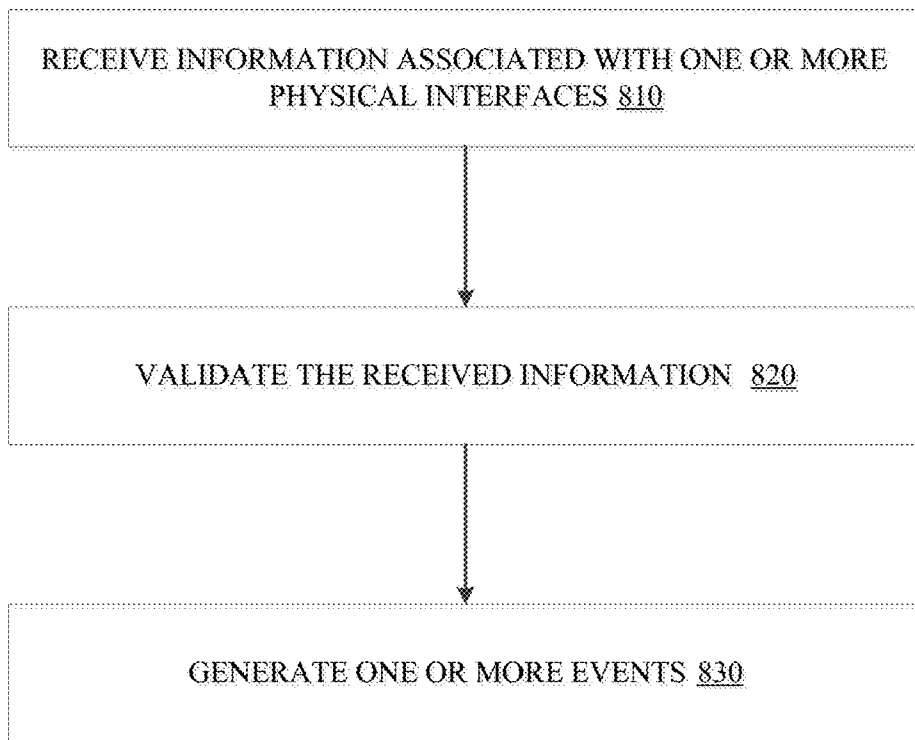 RECEIVE INFORMATION ASSOCIATED WITH ONE OR MORE
PHYSICAL INTERFACES 810
VALIDATE THE RECEIVED INFORMATION 820
GENERATE ONE OR MORE EVENTS 830